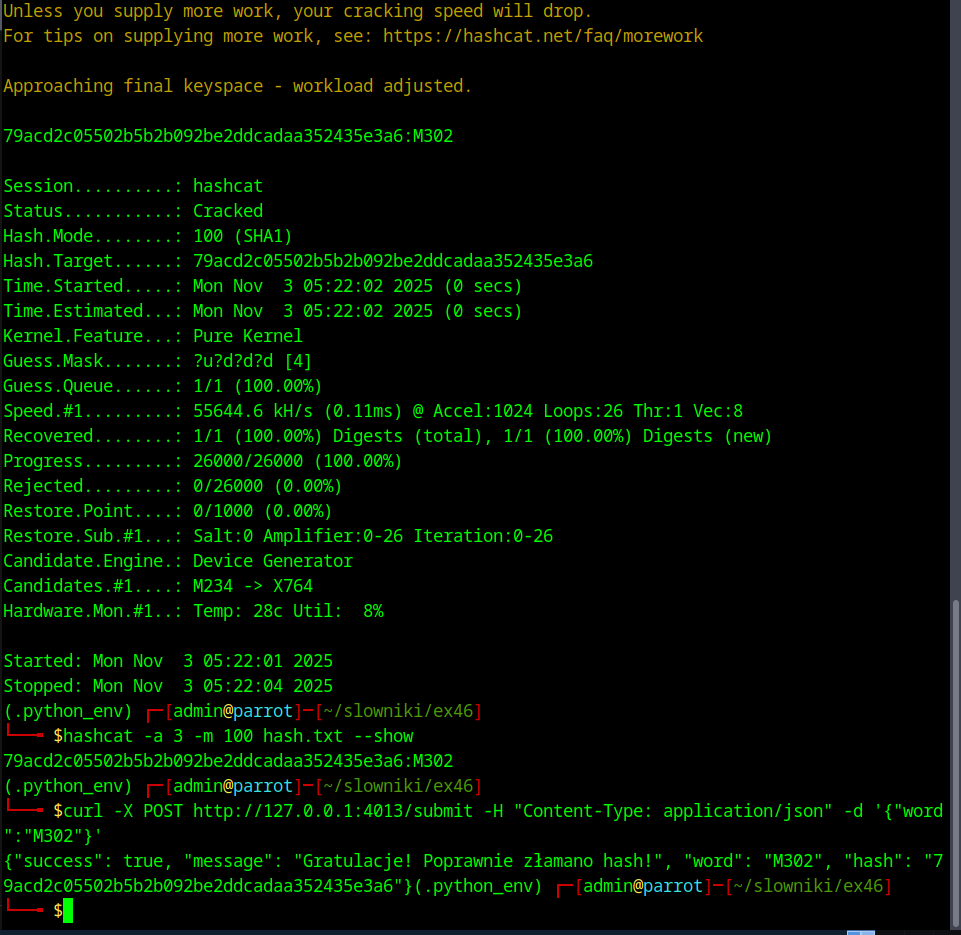 Unless you supply more work, your cracking speed will drop.
For tips on supplying more work, see: https://hashcat.net/faq/morework
Approaching final keyspace - workload adjusted.
79acd2c05502b5b2b092be2ddcadaa352435e3a6:M302
Session..........: hashcat
Status...........: Cracked
Hash.Mode........: 100 (SHA1)
Hash.Target......: 79acd2c05502b5b2b092be2ddcadaa352435e3a6
Time.Started.....: Mon Nov  3 05:22:02 2025 (0 secs)
Time.Estimated...: Mon Nov  3 05:22:02 2025 (0 secs)
Kernel.Feature...: Pure Kernel
Guess.Mask.......: ?u?d?d?d [4]
Guess.Queue......: 1/1 (100.00%)
Speed.#1.........: 55644.6 kH/s (0.11ms) @ Accel:1024 Loops:26 Thr:1 Vec:8
Recovered........: 1/1 (100.00%) Digests (total), 1/1 (100.00%) Digests (new)
Progress.........: 26000/26000 (100.00%)
Rejected.........: 0/26000 (0.00%)
Restore.Point....: 0/1000 (0.00%)
Restore.Sub.#1...: Salt:0 Amplifier:0-26 Iteration:0-26
Candidate.Engine.: Device Generator
Candidates.#1....: M234 -> X764
Hardware.Mon.#1..: Temp: 28c Util:  8%
Started: Mon Nov  3 05:22:01 2025
Stopped: Mon Nov  3 05:22:04 2025
(.python_env) ┌─[admin@parrot]─[~/slowniki/ex46]
└──╼ $hashcat -a 3 -m 100 hash.txt --show
79acd2c05502b5b2b092be2ddcadaa352435e3a6:M302
(.python_env) ┌─[admin@parrot]─[~/slowniki/ex46]
└──╼ $curl -X POST http://127.0.0.1:4013/submit -H "Content-Type: application/json" -d '{"word
":"M302"}'
{"success": true, "message": "Gratulacje! Poprawnie złamano hash!", "word": "M302", "hash": "7
9acd2c05502b5b2b092be2ddcadaa352435e3a6"}(.python_env) ┌─[admin@parrot]─[~/slowniki/ex46]
└──╼ $